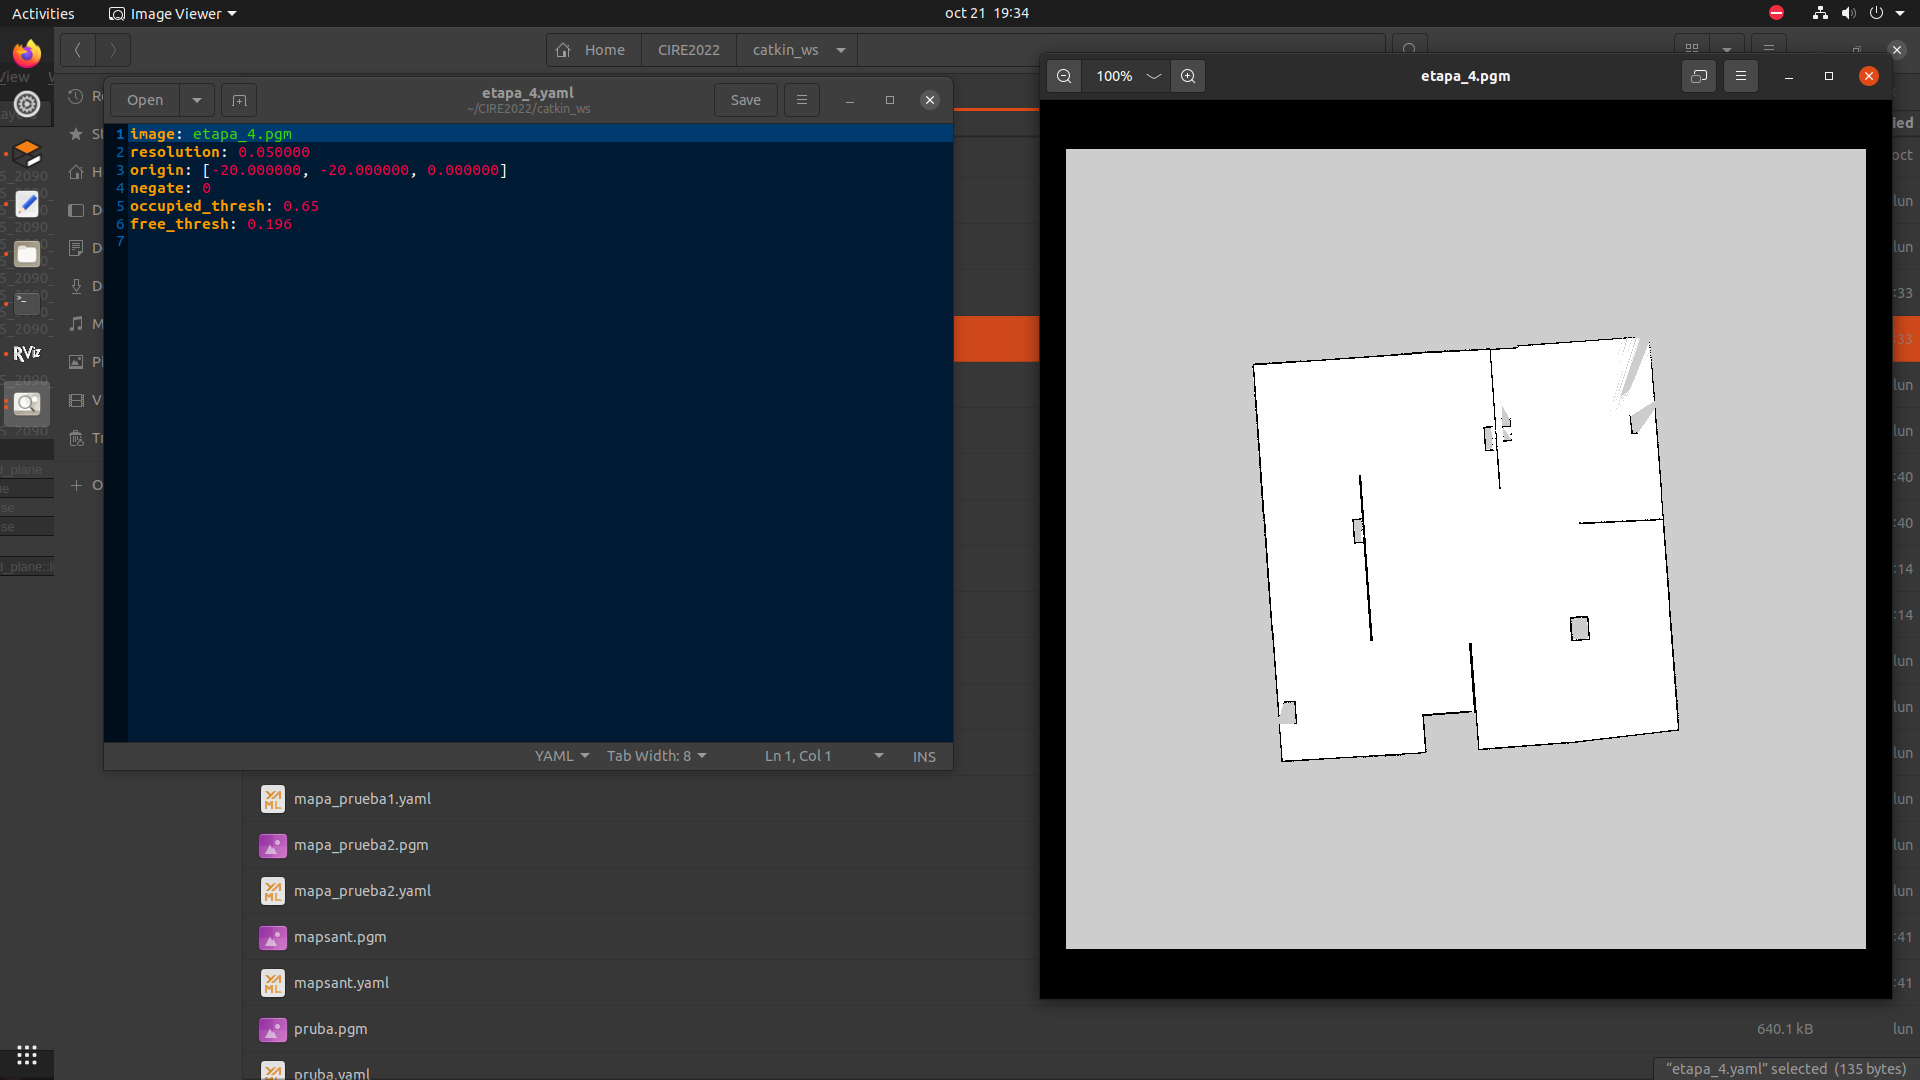 Activities
Image Viewer
oct 21 19:34
Home
CIRE2022
catkin_ws
View
Open
etapa_4.yaml
~/CIRE2022/catkin_ws
Save
1 image: etapa_4.pgm
2 resolution: 0.050000
3 origin: [-20.000000, -20.000000, 0.000000]
4 negate: 0
5 occupied_thresh: 0.65
6 free_thresh: 0.196
7
YAML
Tab Width: 8
Ln 1, Col 1
INS
100%
etapa_4.pgm
RViz
mapa_prueba1.yaml
mapa_prueba2.pgm
mapa_prueba2.yaml
mapsant.pgm
mapsant.yaml
pruba.pgm
640.1 kB
lun
pruba.yaml
"etapa_4.yaml" selected (135 bytes)